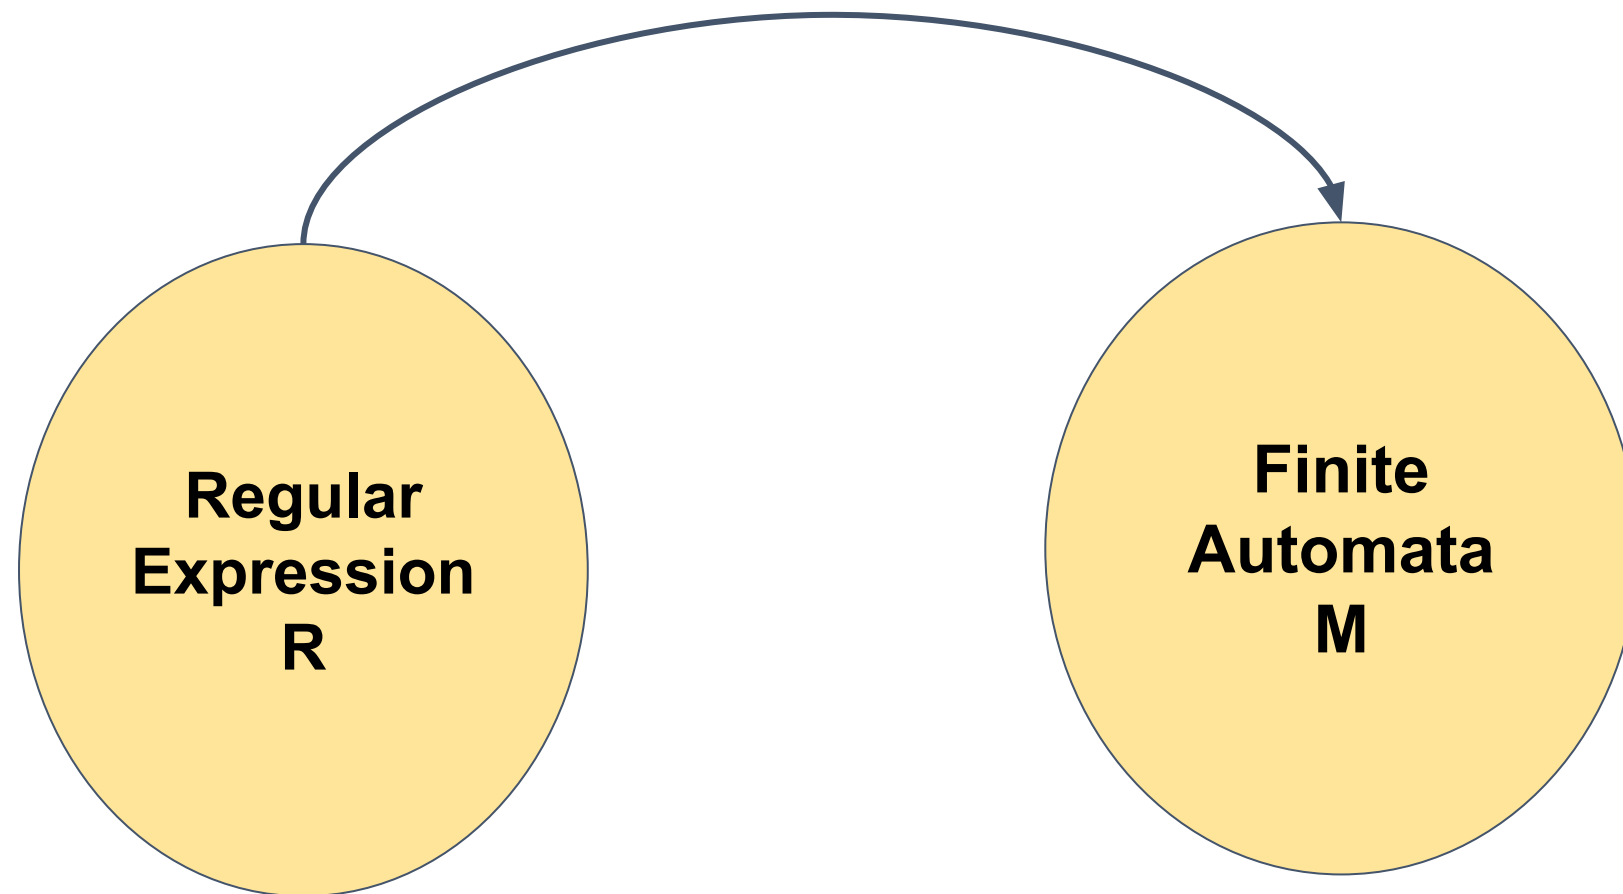 Regular
Expression
R
Finite
Automata
M